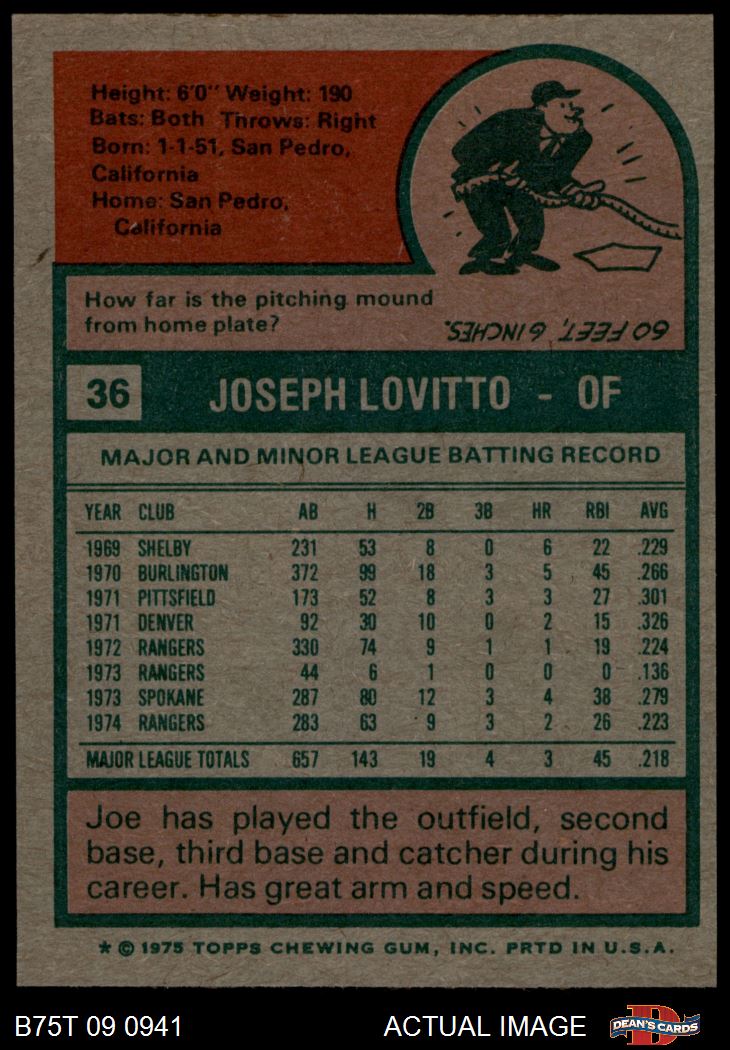 Height: 6'0" Weight: 190
Bats: Both Throws: Right
Born: 1-1-51, San Pedro,
California
Home: San Pedro,
California
How far is the pitching mound
from home plate?
60 FEET, 6 INCHES.
36 JOSEPH LOVITTO - OF
MAJOR AND MINOR LEAGUE BATTING RECORD
YEAR CLUB AB H 2B 3B HR RBI AVG
1969 SHELBY 231 53 8 0 6 22 .229
1970 BURLINGTON 372 99 18 3 5 45 .266
1971 PITTSFIELD 173 52 8 3 3 27 .301
1971 DENVER 92 30 10 0 2 15 .326
1972 RANGERS 330 74 9 1 1 19 .224
1973 RANGERS 44 6 1 0 0 0 .136
1973 SPOKANE 287 80 12 3 4 38 .279
1974 RANGERS 283 63 9 3 2 26 .223
MAJOR LEAGUE TOTALS 657 143 19 4 3 45 .218
Joe has played the outfield, second
base, third base and catcher during his
career. Has great arm and speed.
* © 1975 TOPPS CHEWING GUM, INC. PRTD IN U.S.A.
B75T 09 0941 ACTUAL IMAGE DEAN'S CARDS